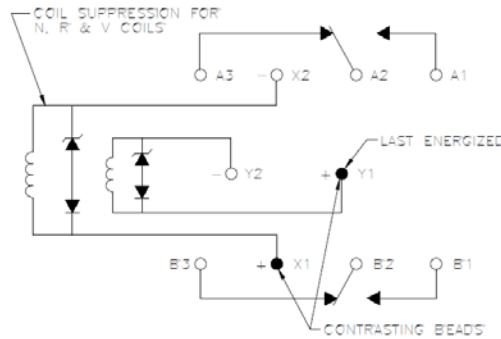 COIL SUPPRESSION FOR
N, R & V COILS
A3 - X2 A2 A1
LAST ENERGIZED
- Y2 + Y1
B3 + X1 B2 B1
CONTRASTING BEADS